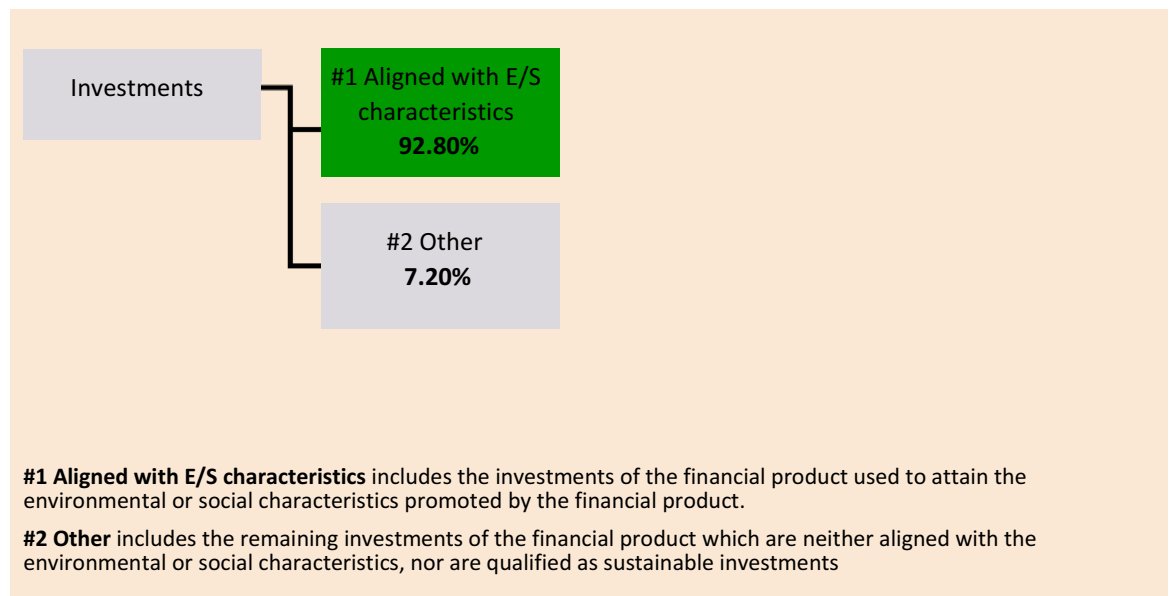 Investments
#1 Aligned with E/S
characteristics
92.80%
#2 Other
7.20%
#1 Aligned with E/S characteristics includes the investments of the financial product used to attain the
environmental or social characteristics promoted by the financial product.
#2 Other includes the remaining investments of the financial product which are neither aligned with the
environmental or social characteristics, nor are qualified as sustainable investments